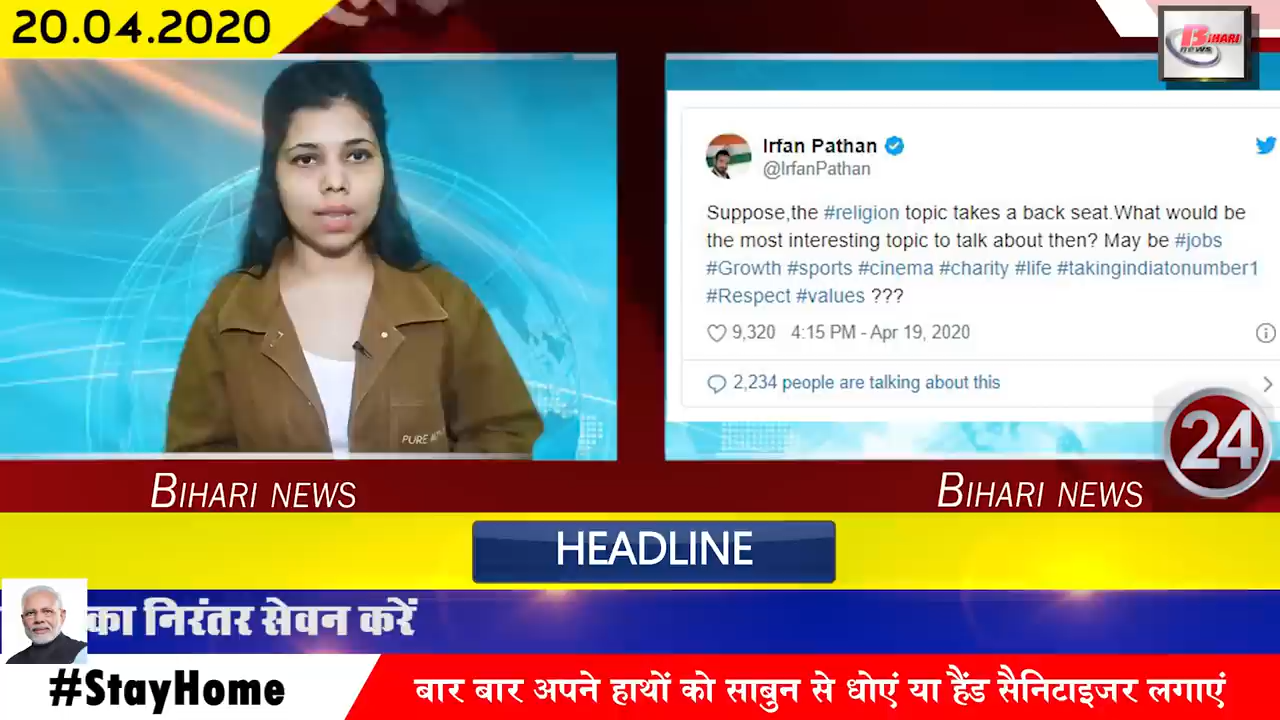 20.04.2020
BIHARI
news
Irfan Pathan
@IrfanPathan
Suppose,the #religion topic takes a back seat.What would be
the most interesting topic to talk about then? May be #jobs
#Growth #sports #cinema #charity #life #takingindiatonumber1
#Respect #values ???
9,320 4:15 PM - Apr 19, 2020
2,234 people are talking about this
24
PURE
BIHARI NEWS
BIHARI NEWS
HEADLINE
का निरंतर सेवन करें
#StayHome
बार बार अपने हाथों को साबुन से धोएं या हैंड सैनिटाइजर लगाएं